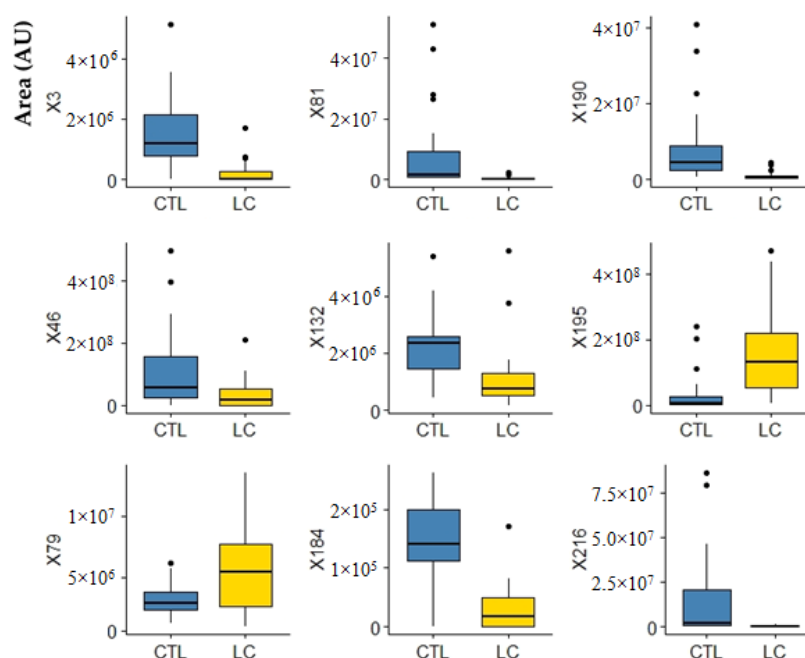 Area (AU)
X3
4×10⁶
2×10⁶
0
CTL LC
X81
4×10⁷
2×10⁷
0
CTL LC
X190
4×10⁷
2×10⁷
0
CTL LC
X46
4×10⁸
2×10⁸
0
CTL LC
X132
4×10⁶
2×10⁶
0
CTL LC
X195
4×10⁸
2×10⁸
0
CTL LC
X79
1×10⁷
5×10⁶
0
CTL LC
X184
2×10⁵
1×10⁵
0
CTL LC
X216
7.5×10⁷
5.0×10⁷
2.5×10⁷
0
CTL LC